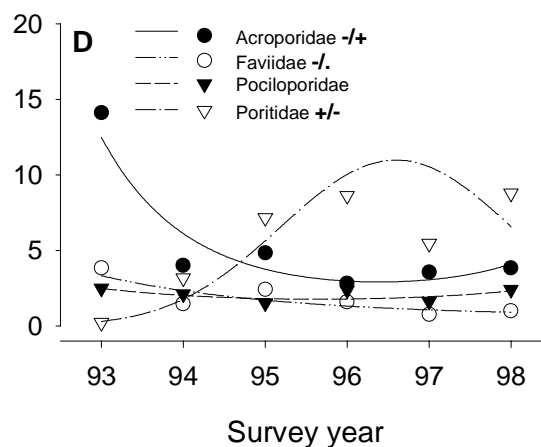 20
D
Acroporidae -/+
Faviidae -/.
Pociloporidae
Poritidae +/-
15
10
5
0
93 94 95 96 97 98
Survey year